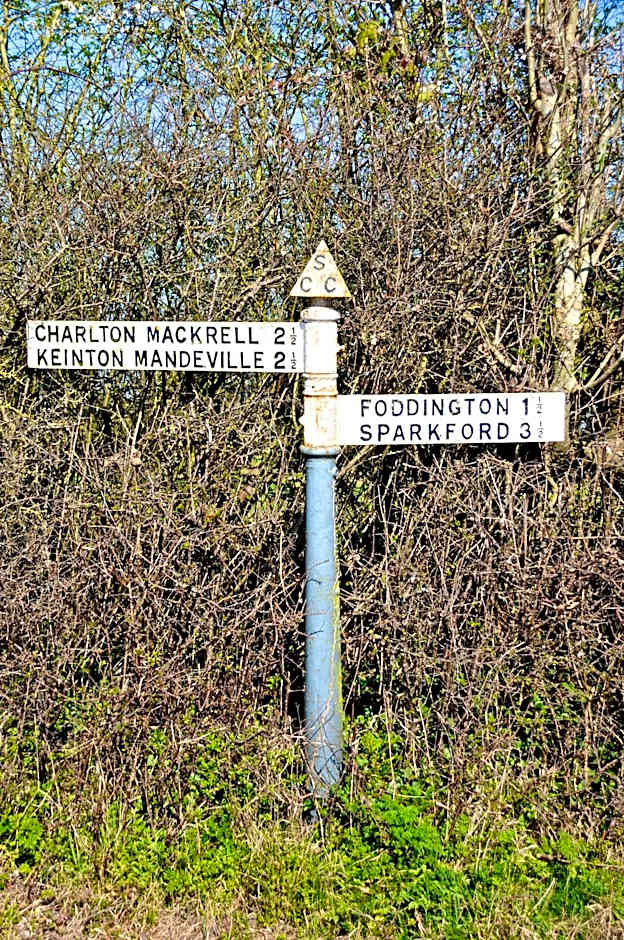 S
C C
CHARLTON MACKRELL 2½
KEINTON MANDEVILLE 2½
FODDINGTON 1½
SPARKFORD 3½